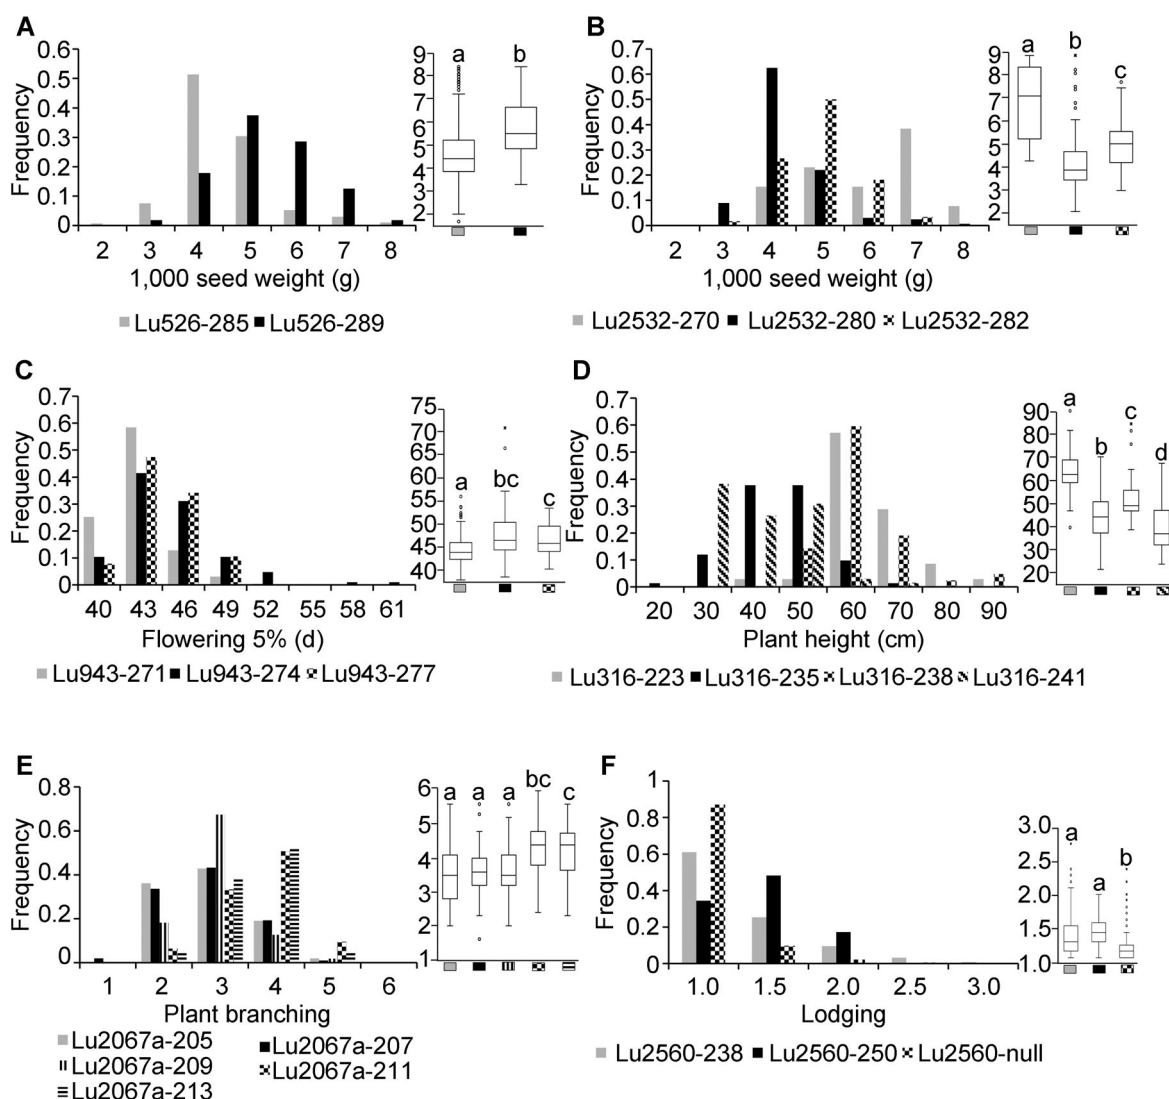 A
0.6
0.5
0.4
0.3
0.2
0.1
0
Frequency
2 3 4 5 6 7 8
1,000 seed weight (g)
Lu526-285 Lu526-289
9
8
7
6
5
4
3
2
a b
B
0.7
0.6
0.5
0.4
0.3
0.2
0.1
0
Frequency
2 3 4 5 6 7 8
1,000 seed weight (g)
Lu2532-270 Lu2532-280 Lu2532-282
9
8
7
6
5
4
3
2
a b c
C
0.7
0.6
0.5
0.4
0.3
0.2
0.1
0
Frequency
40 43 46 49 52 55 58 61
Flowering 5% (d)
Lu943-271 Lu943-274 Lu943-277
75
70
65
60
55
50
45
40
a bc c
D
0.7
0.6
0.5
0.4
0.3
0.2
0.1
0
Frequency
20 30 40 50 60 70 80 90
Plant height (cm)
Lu316-223 Lu316-235 Lu316-238 Lu316-241
90
80
70
60
50
40
30
20
a b c d
E
0.8
0.6
0.4
0.2
0
Frequency
1 2 3 4 5 6
Plant branching
Lu2067a-205 Lu2067a-207
Lu2067a-209 Lu2067a-211
Lu2067a-213
6
5
4
3
2
1
a a a bc c
F
1
0.8
0.6
0.4
0.2
0
Frequency
1.0 1.5 2.0 2.5 3.0
Lodging
Lu2560-238 Lu2560-250 Lu2560-null
3.0
2.5
2.0
1.5
1.0
a a b